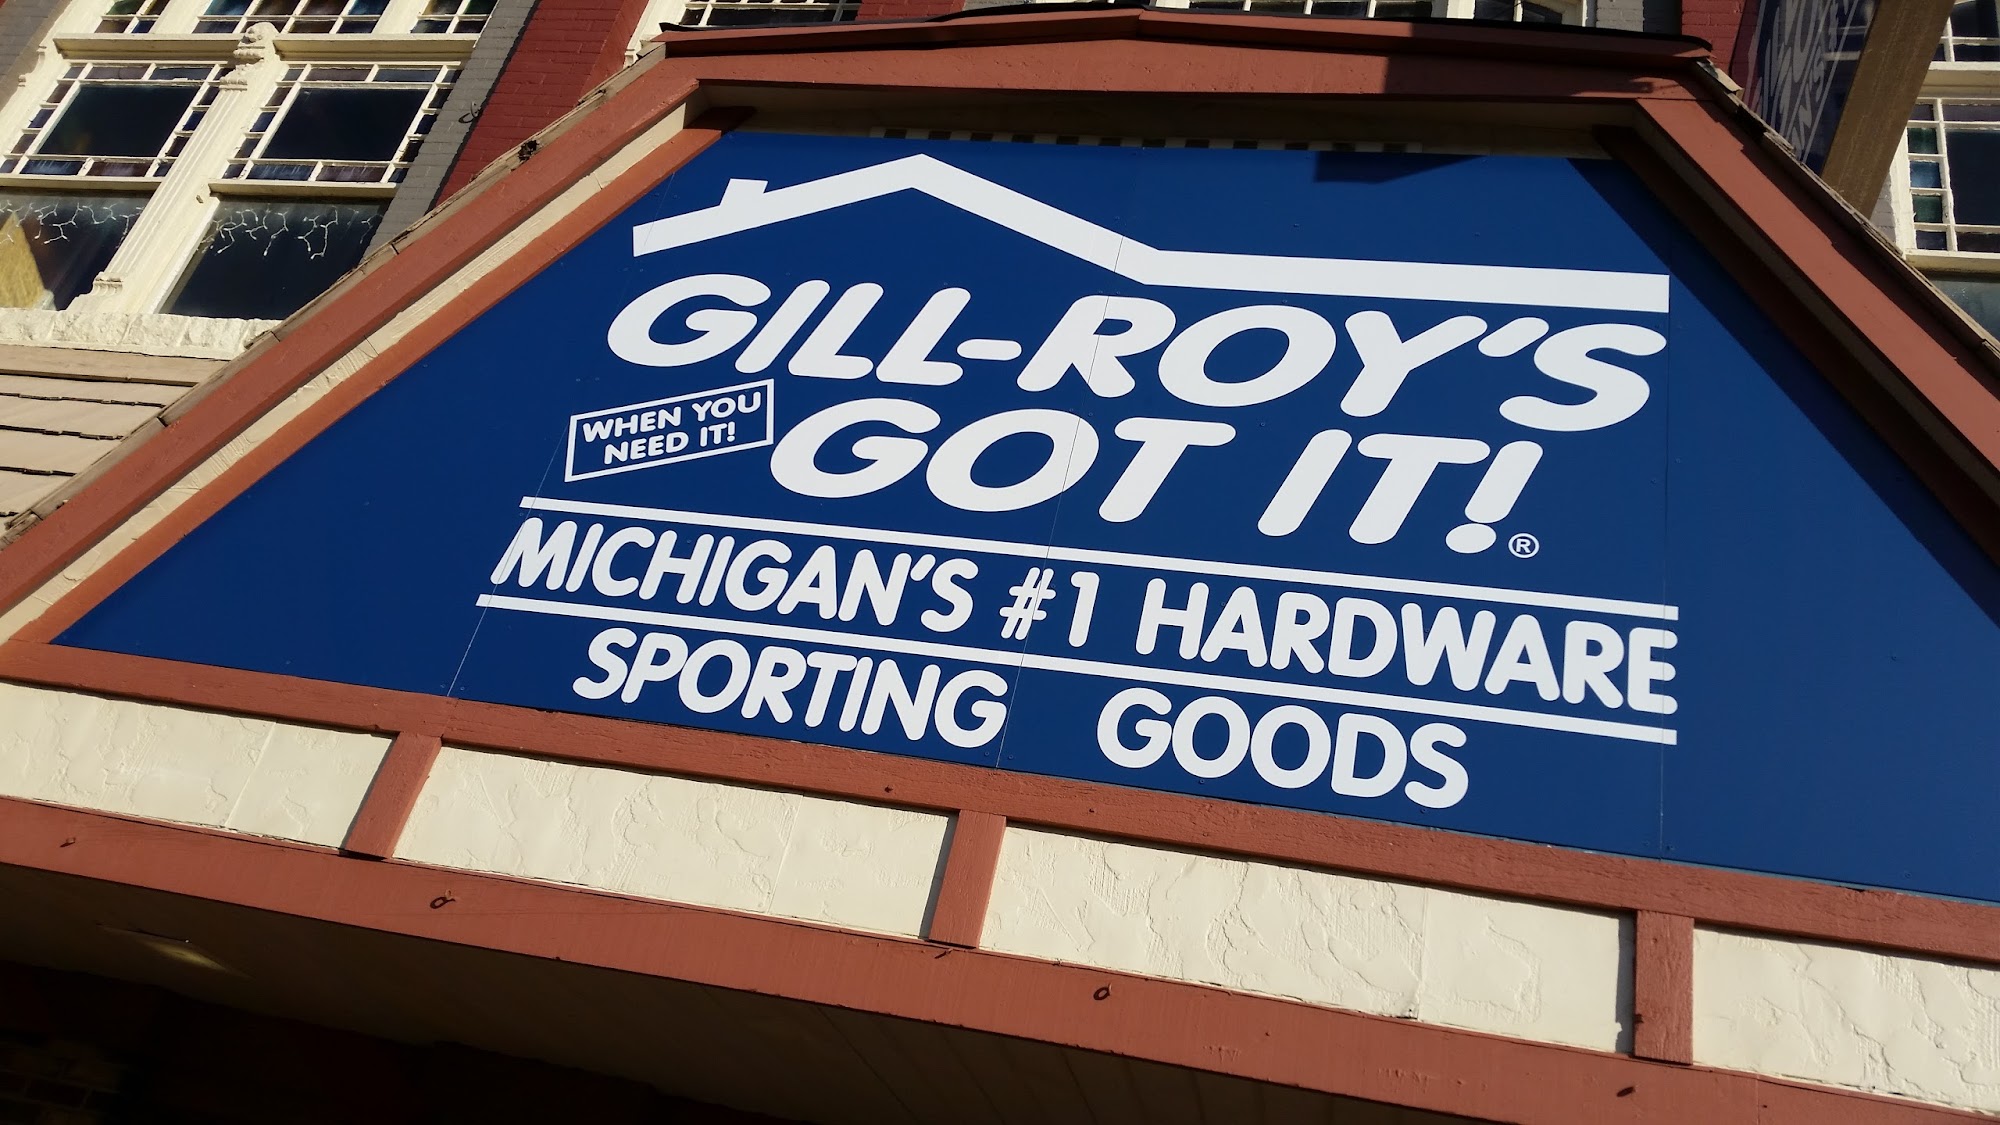 GILL-ROY'S
WHEN YOU
NEED IT!
GOT IT!®
MICHIGAN'S #1 HARDWARE
SPORTING GOODS